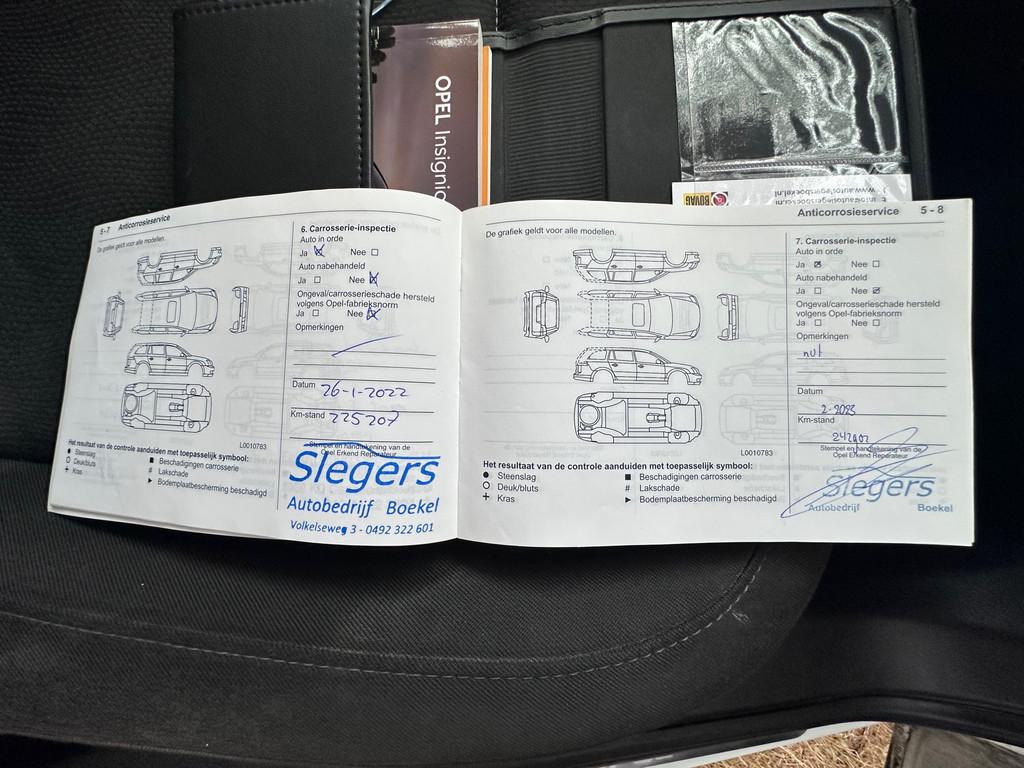 OPEL Insignia
BOVAG
5 - 7 Anticorrosieservice
De grafiek geldt voor alle modellen.
6. Carrosserie-inspectie
Auto in orde
Ja Nee
Auto nabehandeld
Ja Nee
Ongeval/carrosserieschade hersteld
volgens Opel-fabrieksnorm
Ja Nee
Opmerkingen
Datum 26-1-2022
Km-stand 225207
L0010783
Stempel en handtekening van de
Opel Erkend Reparateur
Het resultaat van de controle aanduiden met toepasselijk symbool:
● Steenslag ■ Beschadigingen carrosserie
○ Deuk/bluts # Lakschade
+ Kras ► Bodemplaatbescherming beschadigd
Slegers
Autobedrijf Boekel
Volkelseweg 3 - 0492 322 601
Anticorrosieservice 5 - 8
De grafiek geldt voor alle modellen.
7. Carrosserie-inspectie
Auto in orde
Ja Nee
Auto nabehandeld
Ja Nee
Ongeval/carrosserieschade hersteld
volgens Opel-fabrieksnorm
Ja Nee
Opmerkingen
Datum
2-2023
Km-stand
L0010783
Stempel en handtekening van de
Opel Erkend Reparateur
Het resultaat van de controle aanduiden met toepasselijk symbool:
● Steenslag ■ Beschadigingen carrosserie
○ Deuk/bluts # Lakschade
+ Kras ► Bodemplaatbescherming beschadigd
Slegers
Autobedrijf Boekel